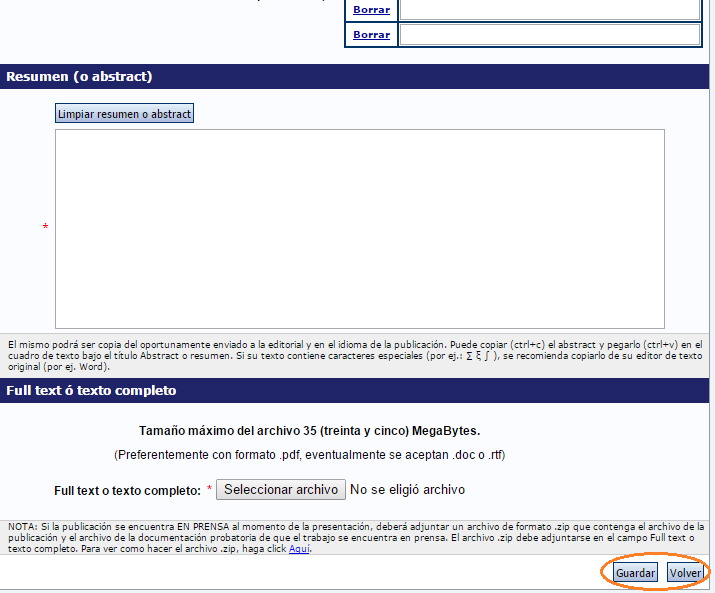 Borrar
Borrar
Resumen (o abstract)
Limpiar resumen o abstract
*
El mismo podrá ser copia del oportunamente enviado a la editorial y en el idioma de la publicación. Puede copiar (ctrl+c) el abstract y pegarlo (ctrl+v) en el
cuadro de texto bajo el título Abstract o resumen. Si su texto contiene caracteres especiales (por ej.: ∑ ξ ∫ ), se recomienda copiarlo de su editor de texto
original (por ej. Word).
Full text ó texto completo
Tamaño máximo del archivo 35 (treinta y cinco) MegaBytes.
(Preferentemente con formato .pdf, eventualmente se aceptan .doc o .rtf)
Full text o texto completo: * Seleccionar archivo No se eligió archivo
NOTA: Si la publicación se encuentra EN PRENSA al momento de la presentación, deberá adjuntar un archivo de formato .zip que contenga el archivo de la
publicación y el archivo de la documentación probatoria de que el trabajo se encuentra en prensa. El archivo .zip debe adjuntarse en el campo Full text o
texto completo. Para ver como hacer el archivo .zip, haga click Aquí.
Guardar Volver